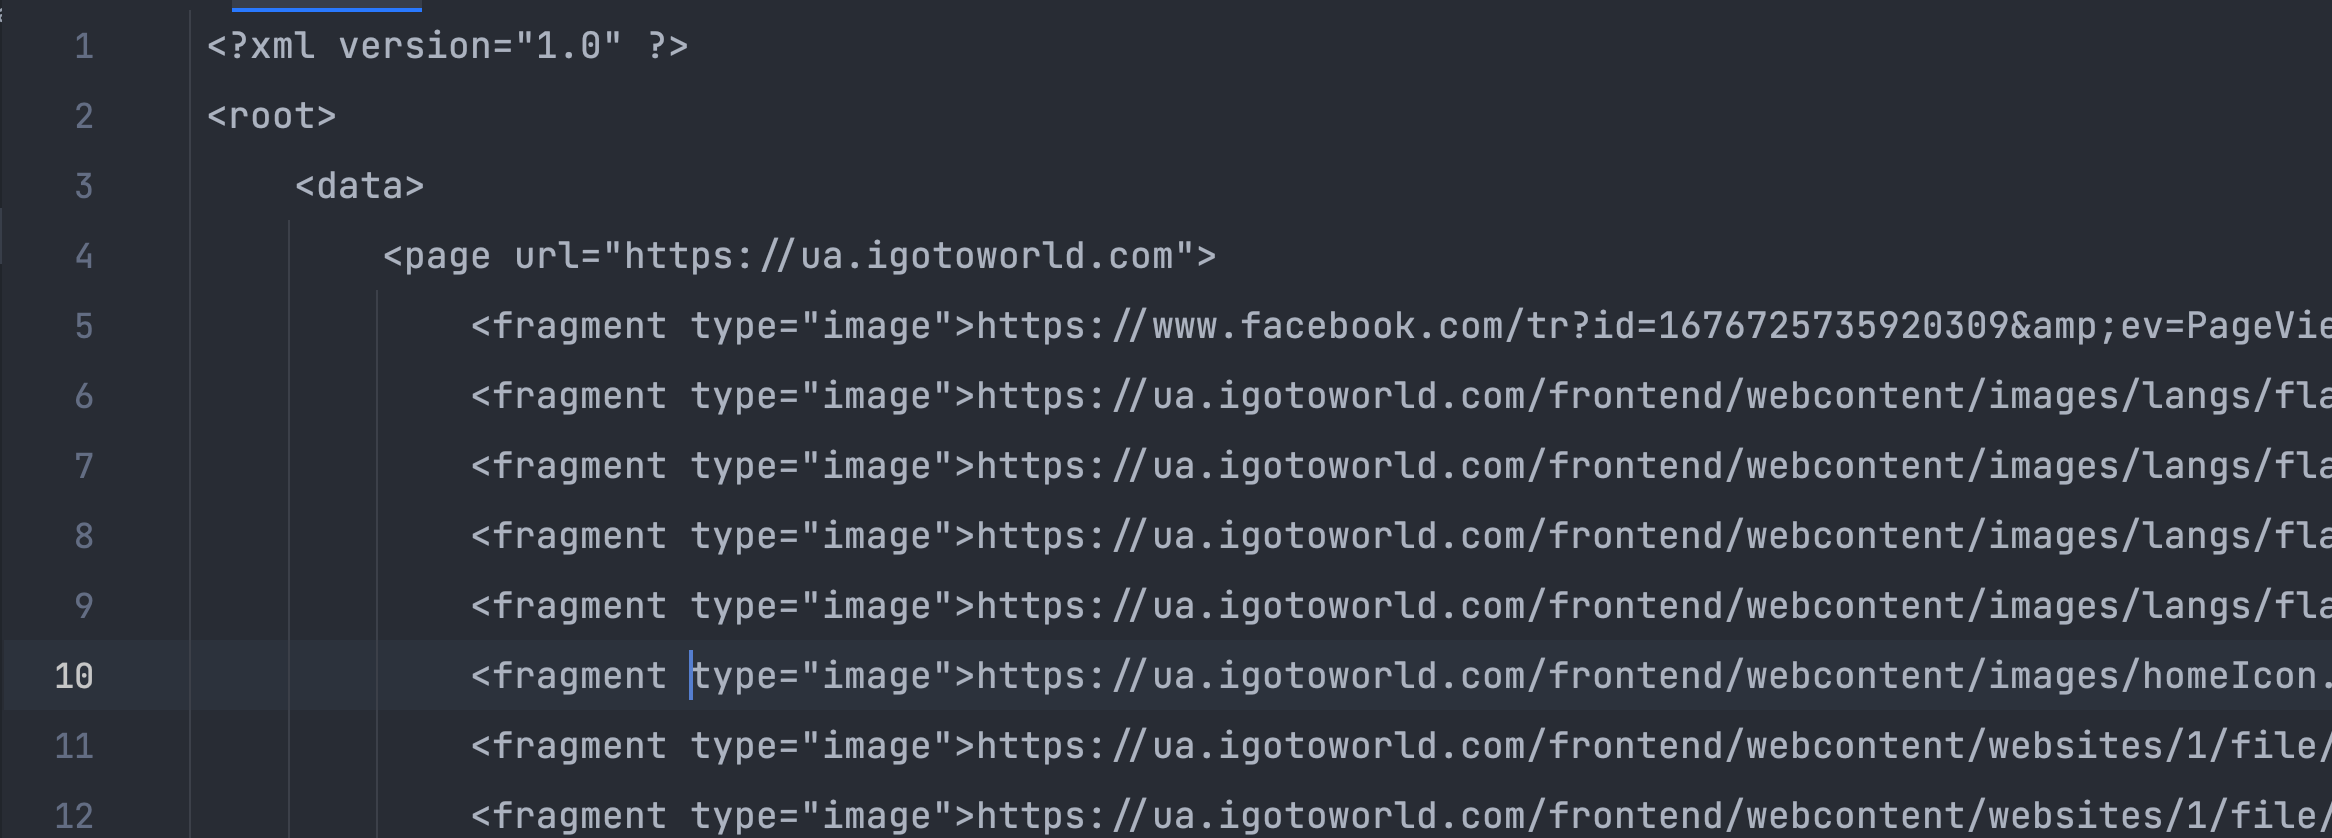 1 <?xml version="1.0" ?>
2 <root>
3 <data>
4 <page url="https://ua.igotoworld.com">
5 <fragment type="image">https://www.facebook.com/tr?id=1676725735920309&amp;ev=PageVie
6 <fragment type="image">https://ua.igotoworld.com/frontend/webcontent/images/langs/fla
7 <fragment type="image">https://ua.igotoworld.com/frontend/webcontent/images/langs/fla
8 <fragment type="image">https://ua.igotoworld.com/frontend/webcontent/images/langs/fla
9 <fragment type="image">https://ua.igotoworld.com/frontend/webcontent/images/langs/fla
10 <fragment type="image">https://ua.igotoworld.com/frontend/webcontent/images/homeIcon.
11 <fragment type="image">https://ua.igotoworld.com/frontend/webcontent/websites/1/file/
12 <fragment type="image">https://ua.igotoworld.com/frontend/webcontent/websites/1/file/